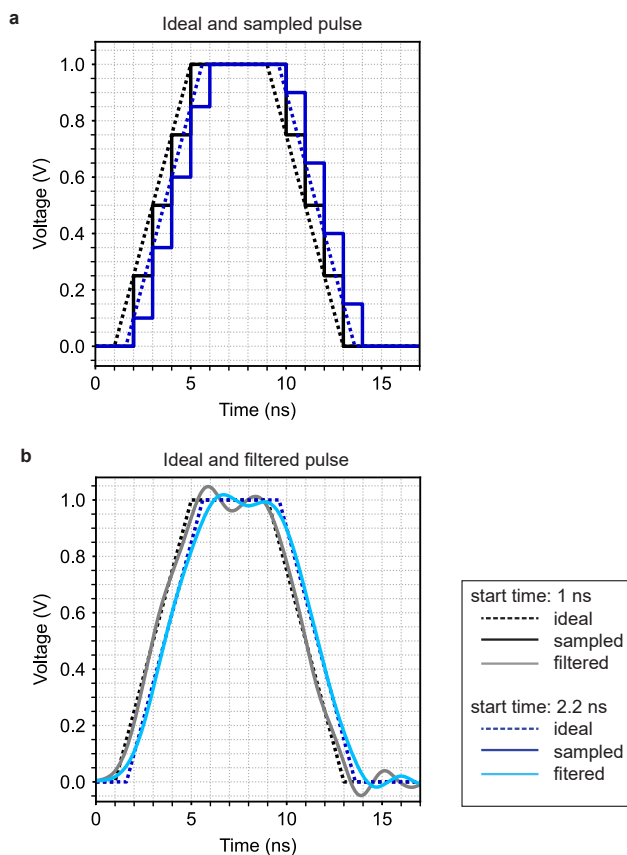 a
Ideal and sampled pulse
1.0
0.8
0.6
0.4
0.2
0.0
Voltage (V)
0 5 10 15
Time (ns)
b
Ideal and filtered pulse
1.0
0.8
0.6
0.4
0.2
0.0
Voltage (V)
0 5 10 15
Time (ns)
start time: 1 ns
ideal
sampled
filtered
start time: 2.2 ns
ideal
sampled
fitered